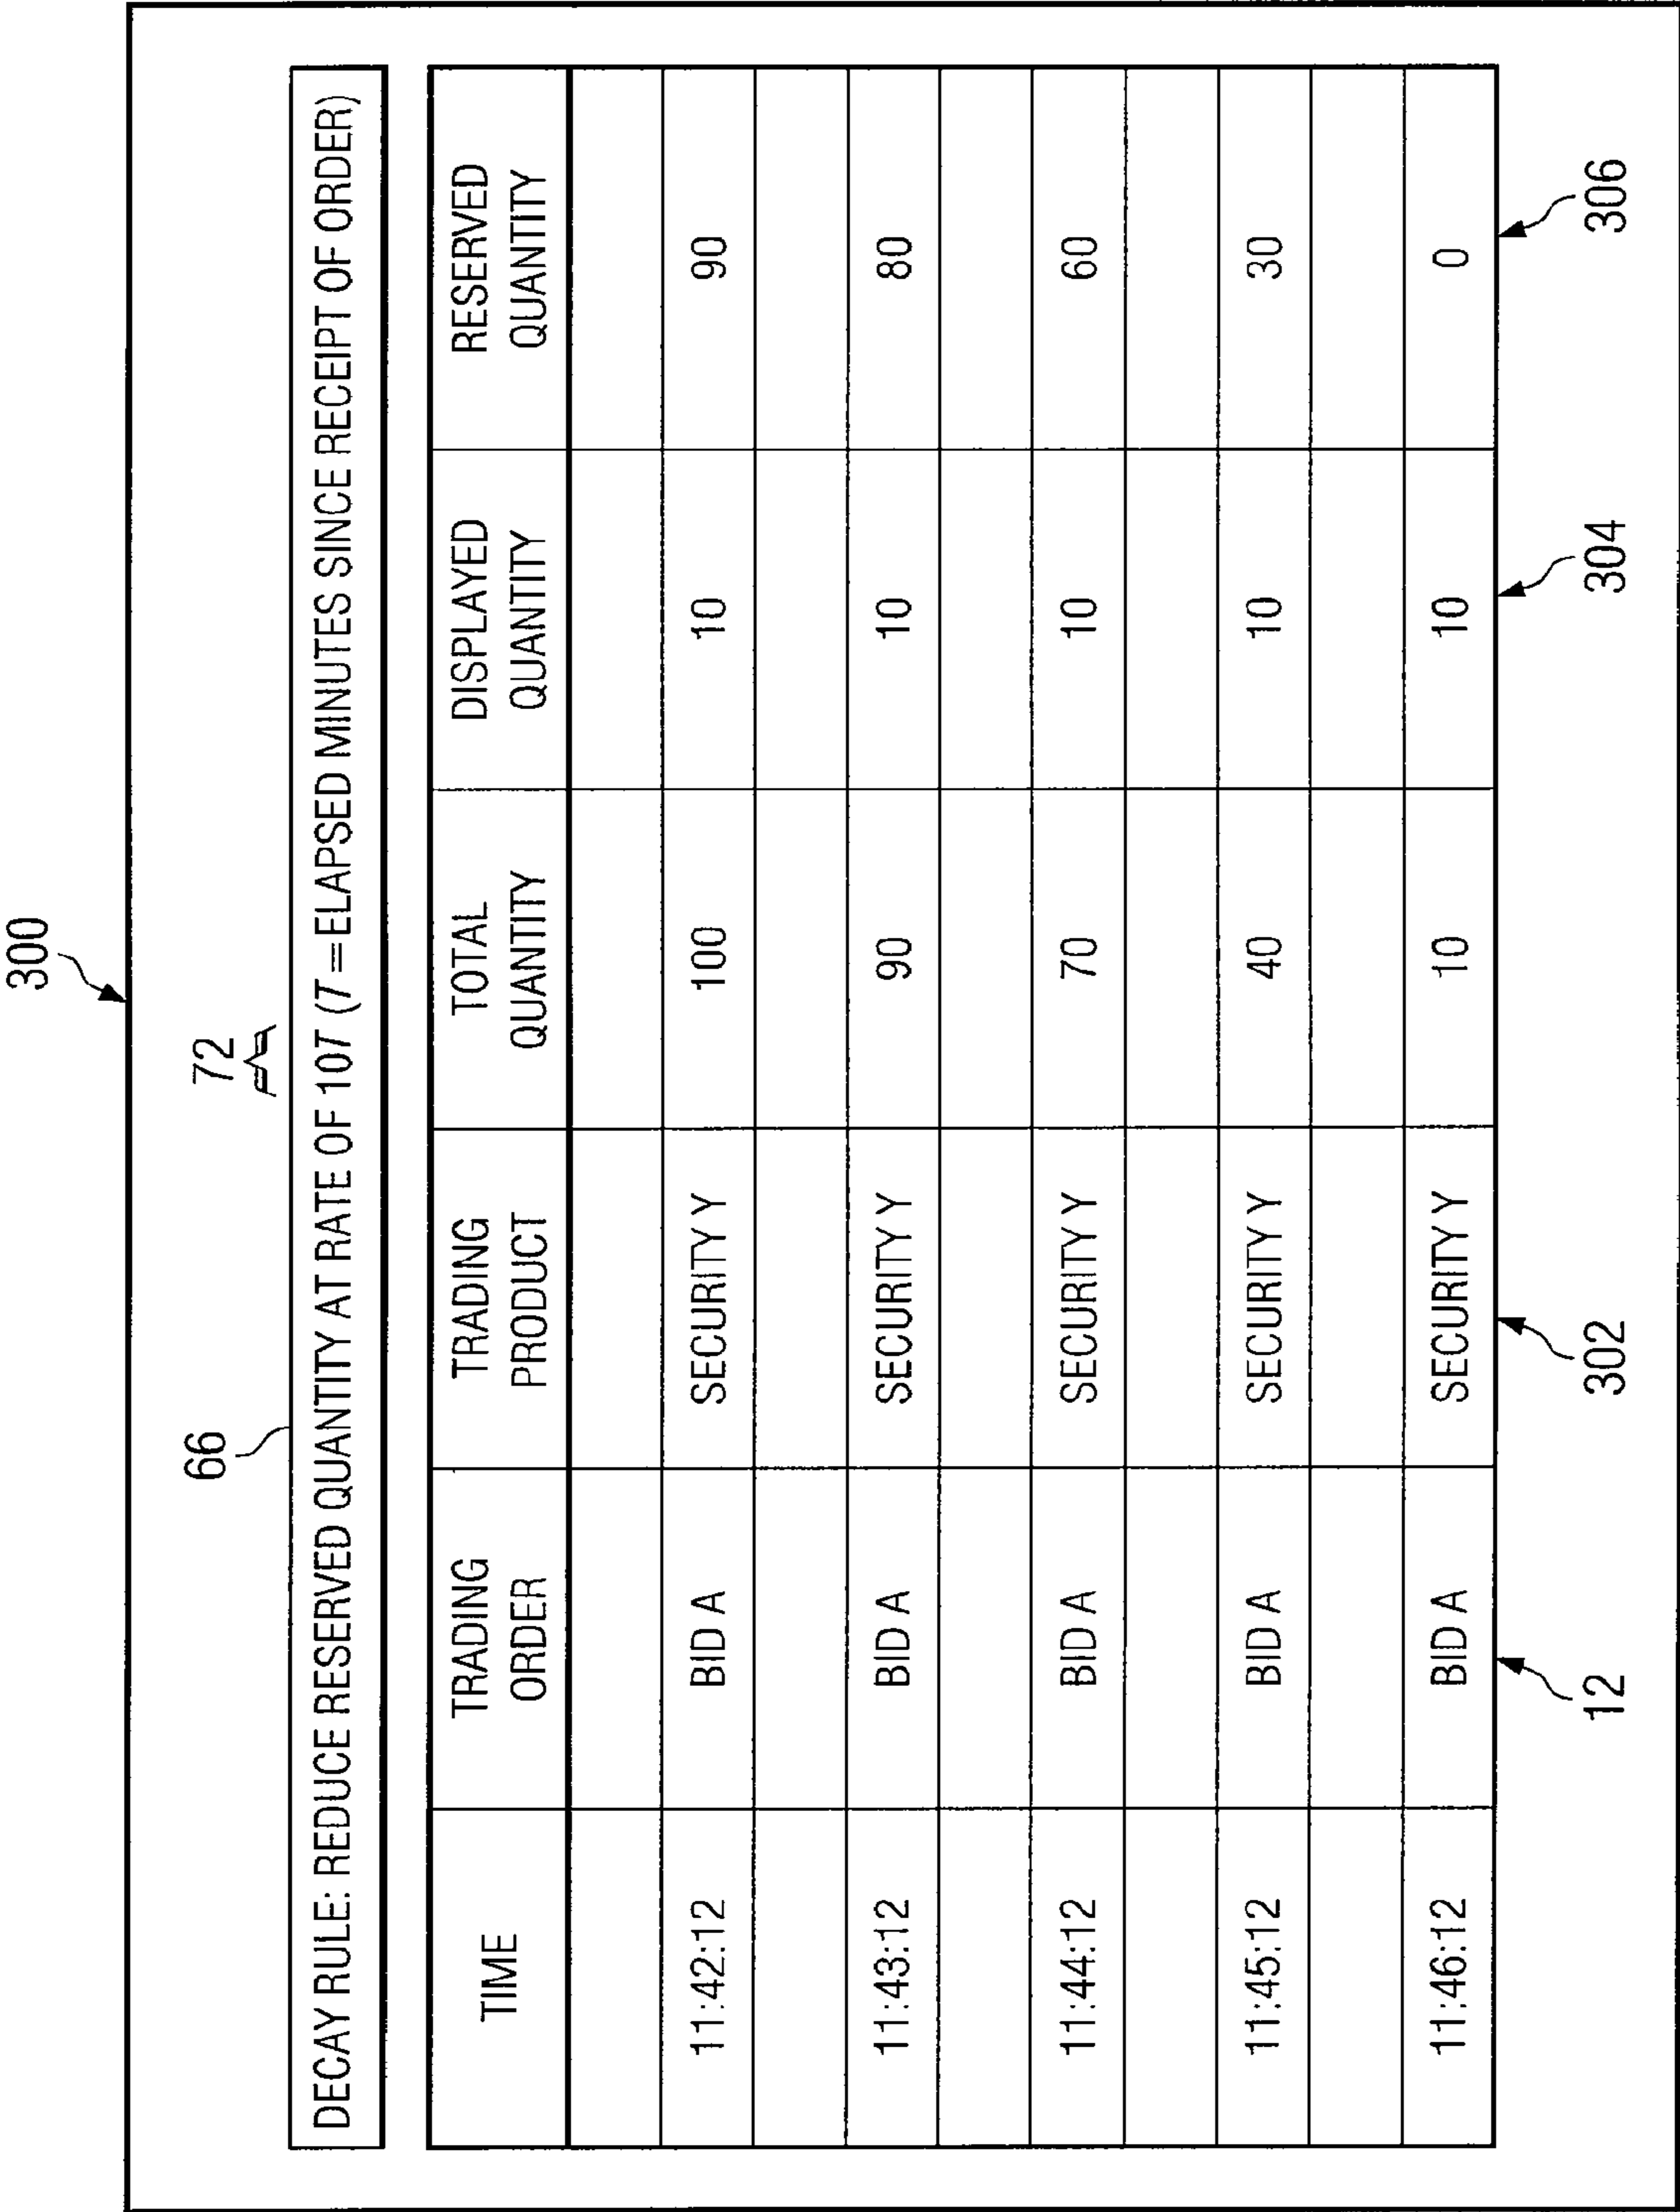 300
72
66
DECAY RULE: REDUCE RESERVED QUANTITY AT RATE OF 107 (7=ELAPSED MINUTES SINCE RECEIPT OF ORDER)
TIME TRADING ORDER TRADING PRODUCT TOTAL QUANTITY DISPLAYED QUANTITY RESERVED QUANTITY
11:42:12 BID A SECURITY Y 100 10 90
11:43:12 BID A SECURITY Y 90 10 80
11:44:12 BID A SECURITY Y 70 10 60
11:45:12 BID A SECURITY Y 40 10 30
11:46:12 BID A SECURITY Y 10 10 0
12 302 304 306